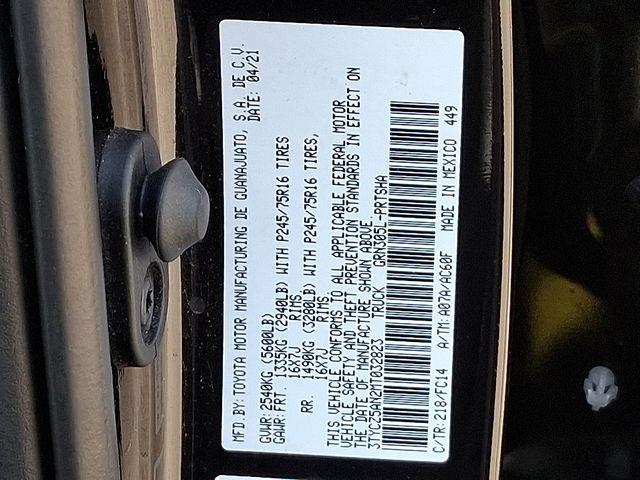 MFD.BY: TOYOTA MOTOR MANUFACTURING DE GUANAJUATO, S.A. DE C.V.
DATE: 04/21
GVWR:2540KG (5600LB)
GAWR:FRT. 1335KG (2940LB) WITH P245/75R16 TIRES
16X7J RIMS
RR. 1490KG (3280LB) WITH P245/75R16 TIRES,
16X7J RIMS
THIS VEHICLE CONFORMS TO ALL APPLICABLE FEDERAL MOTOR
VEHICLE SAFETY AND THEFT PREVENTION STANDARDS IN EFFECT ON
THE DATE OF MANUFACTURE SHOWN ABOVE.
3TYCZ5AN2MT032823 TRUCK GRN305L-PRTSHA
C/TR:218/FC14 A/TM:A07A/AC60F MADE IN MEXICO 449